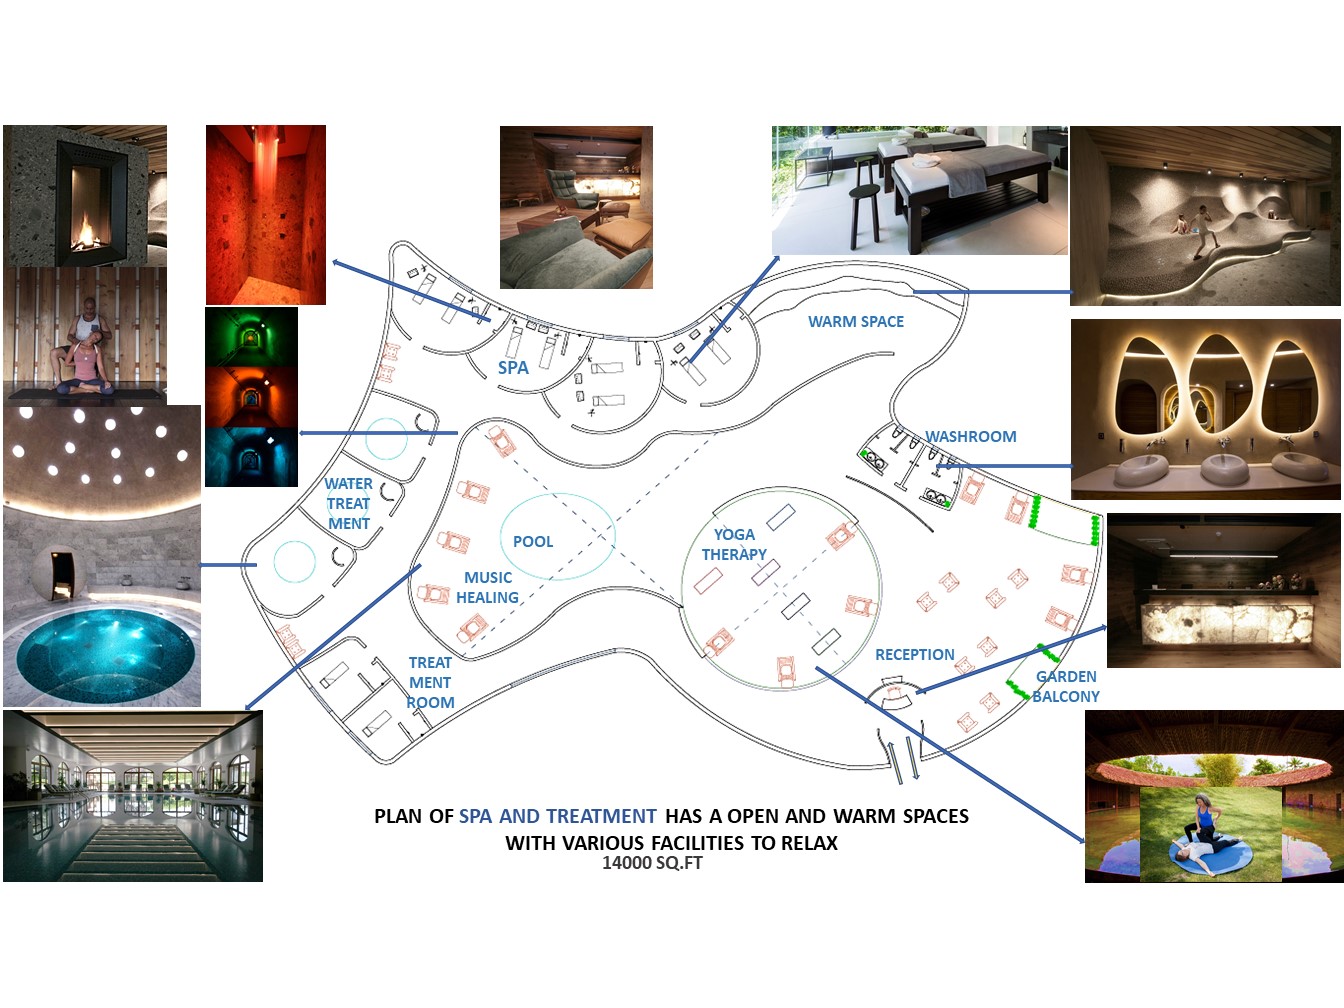 WARM SPACE
SPA
WASHROOM
WATER
TREAT
MENT
POOL
YOGA
THERAPY
MUSIC
HEALING
RECEPTION
TREAT
MENT
ROOM
GARDEN
BALCONY
PLAN OF SPA AND TREATMENT HAS A OPEN AND WARM SPACES
WITH VARIOUS FACILITIES TO RELAX
14000 SQ.FT